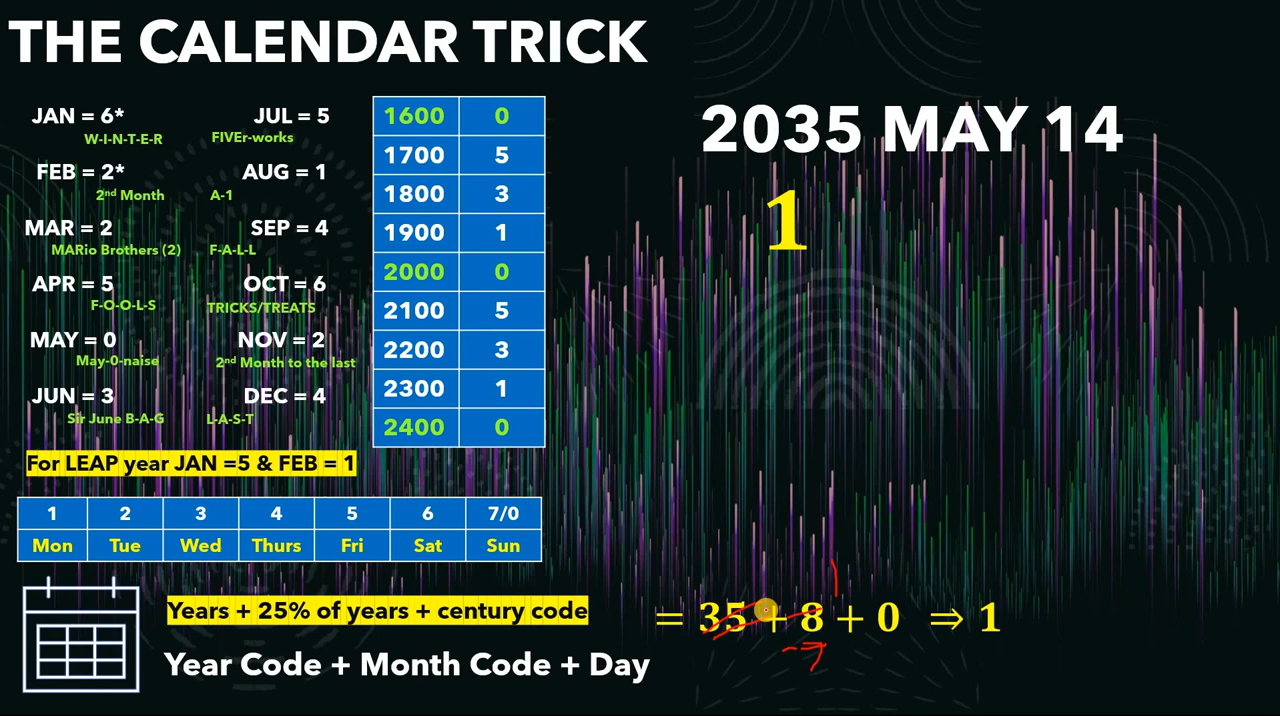 THE CALENDAR TRICK
JAN = 6*
W-I-N-T-E-R
FEB = 2*
2nd Month
MAR = 2
MARio Brothers (2)
APR = 5
F-O-O-L-S
MAY = 0
May-0-naise
JUN = 3
Sir June B-A-G
JUL = 5
FIVEr-works
AUG = 1
A-1
SEP = 4
F-A-L-L
OCT = 6
TRICKS/TREATS
NOV = 2
2nd Month to the last
DEC = 4
L-A-S-T
For LEAP year JAN =5 & FEB = 1
1600 0
1700 5
1800 3
1900 1
2000 0
2100 5
2200 3
2300 1
2400 0
1 2 3 4 5 6 7/0
Mon Tue Wed Thurs Fri Sat Sun
Years + 25% of years + century code
Year Code + Month Code + Day
2035 MAY 14
1
= 35 + 8 + 0 ⇒ 1